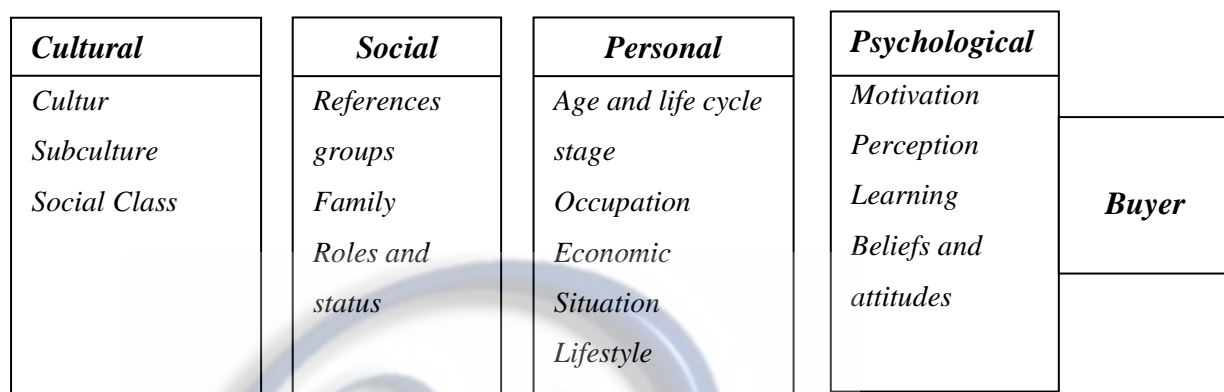 Cultural
Cultur
Subculture
Social Class
Social
References
groups
Family
Roles and
status
Personal
Age and life cycle
stage
Occupation
Economic
Situation
Lifestyle
Psychological
Motivation
Perception
Learning
Beliefs and
attitudes
Buyer